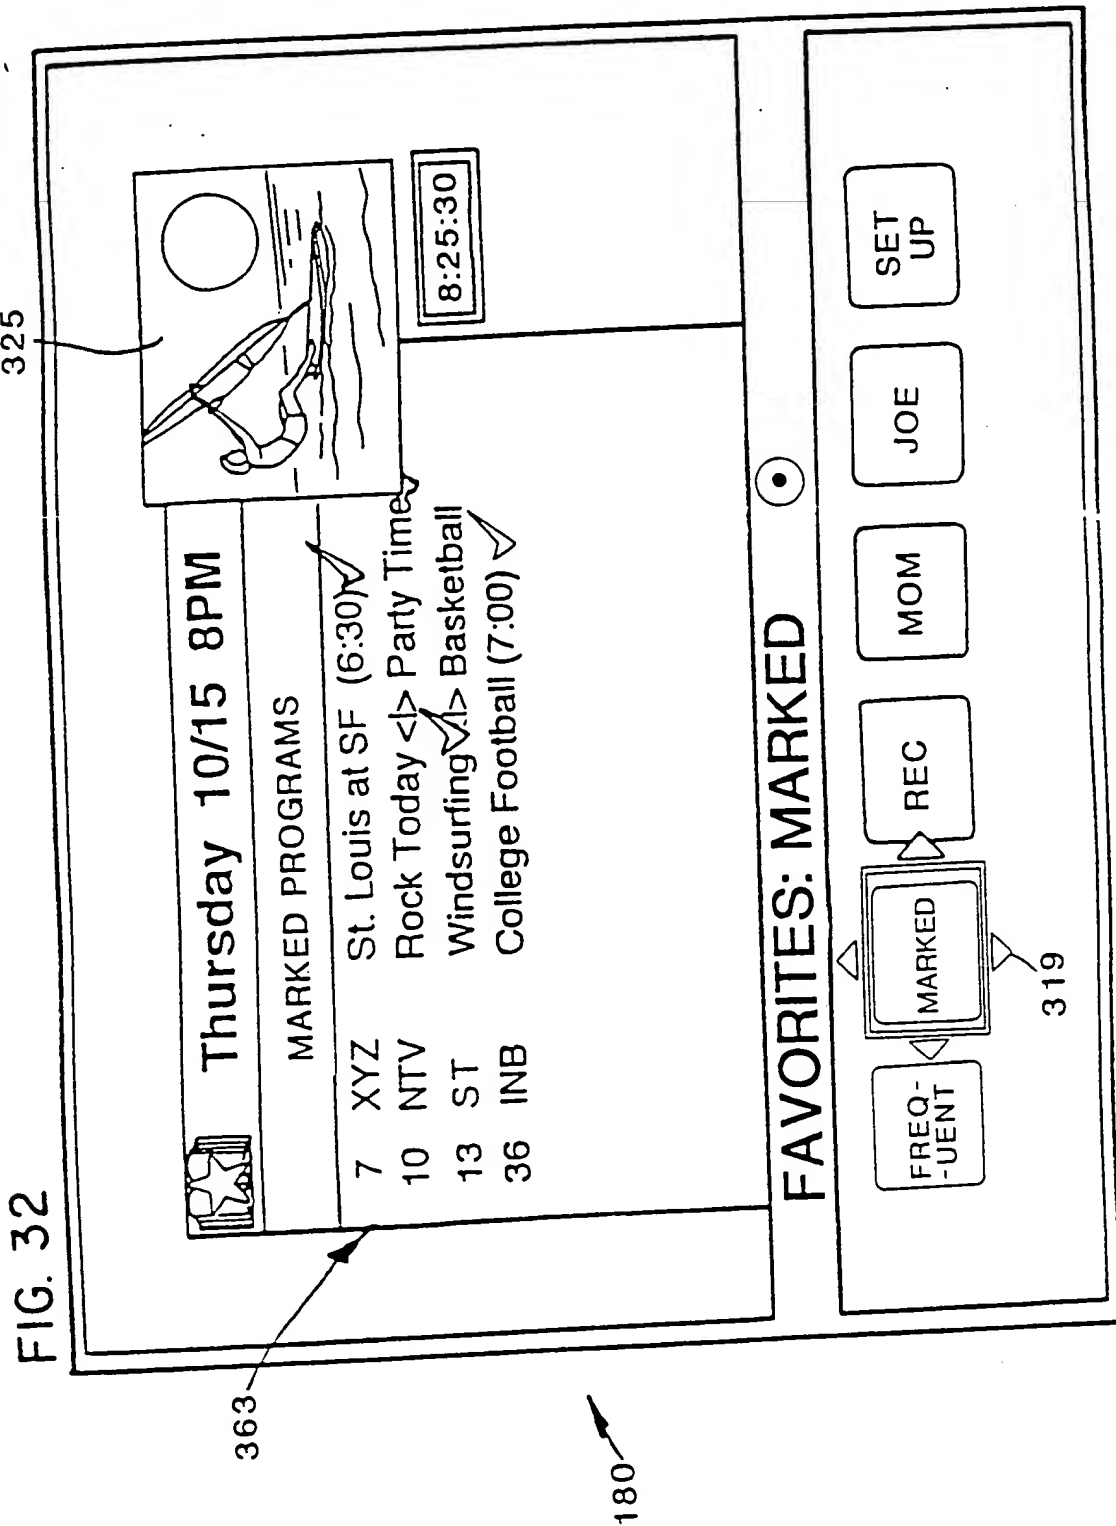 FIG. 32
325
Thursday 10/15 8PM
MARKED PROGRAMS
8:25:30
7 XYZ St. Louis at SF (6:30)
10 NTV Rock Today <|> Party Time
13 ST Windsurfing <|> Basketball
36 INB College Football (7:00)
363
180
FAVORITES: MARKED
FREQ-
-UENT
MARKED
REC
MOM
JOE
SET
UP
319